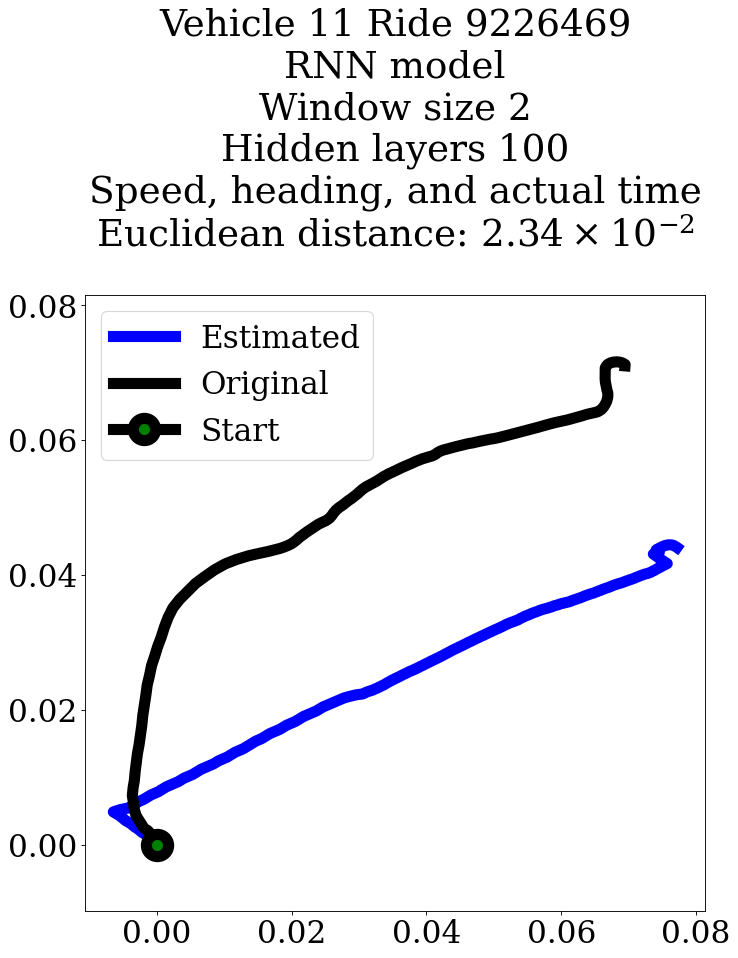 Vehicle 11 Ride 9226469
RNN model
Window size 2
Hidden layers 100
Speed, heading, and actual time
Euclidean distance: 2.34 × 10⁻²
0.08
Estimated
Original
Start
0.06
0.04
0.02
0.00
0.00 0.02 0.04 0.06 0.08